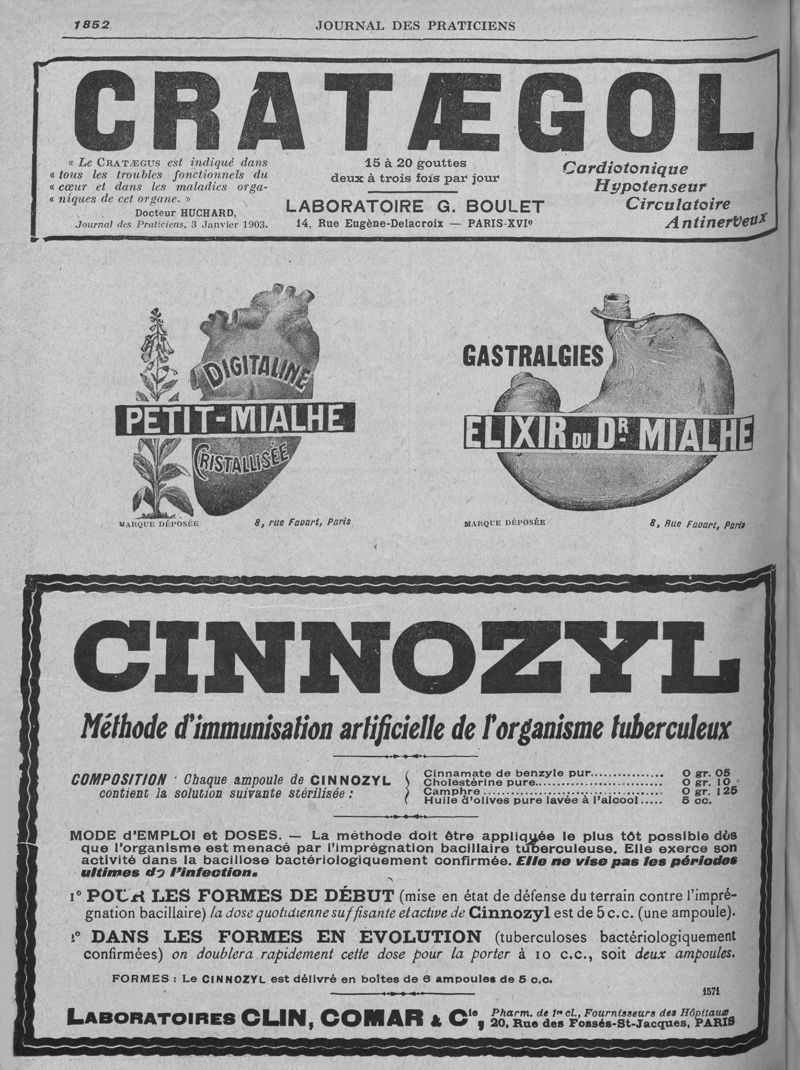 1852
JOURNAL DES PRATICIENS
CRATÆGOL
« Le CRATÆGUS est indiqué dans
« tous les troubles fonctionnels du
« cœur et dans les maladies orga-
« niques de cet organe. »
Docteur HUCHARD,
Journal des Praticiens, 3 Janvier 1903.
15 à 20 gouttes
deux à trois fois par jour
LABORATOIRE G. BOULET
14, Rue Eugène-Delacroix — PARIS-XVIe
Cardiotonique
Hypotenseur
Circulatoire
Antinerveux
DIGITALINE
PETIT-MIALHE
CRISTALLISÉE
MARQUE DÉPOSÉE
8, rue Favart, Paris
GASTRALGIES
ELIXIR DU DR. MIALHE
MARQUE DÉPOSÉE
8, Rue Favart, Paris
CINNOZYL
Méthode d'immunisation artificielle de l'organisme tuberculeux
COMPOSITION : Chaque ampoule de CINNOZYL
contient la solution suivante stérilisée :
Cinnamate de benzyle pur................ 0 gr. 05
Cholestérine pure............................ 0 gr. 10
Camphre ........................................ 0 gr. 125
Huile d'olives pure lavée à l'alcool..... 5 cc.
MODE d'EMPLOI et DOSES. — La méthode doit être appliquée le plus tôt possible dès
que l'organisme est menacé par l'imprégnation bacillaire tuberculeuse. Elle exerce son
activité dans la bacillose bactériologiquement confirmée. Elle ne vise pas les périodes
ultimes de l'infection.
1° POUR LES FORMES DE DÉBUT (mise en état de défense du terrain contre l'impré-
gnation bacillaire) la dose quotidienne suffisante et active de Cinnozyl est de 5 c.c. (une ampoule).
2° DANS LES FORMES EN ÉVOLUTION (tuberculoses bactériologiquement
confirmées) on doublera rapidement cette dose pour la porter à 10 c.c., soit deux ampoules.
FORMES : Le CINNOZYL est délivré en boîtes de 6 ampoules de 5 c.c.
1571
LABORATOIRES CLIN, COMAR & Cie, Pharm. de 1re cl., Fournisseurs des Hôpitaux
20, Rue des Fossés-St-Jacques, PARIS